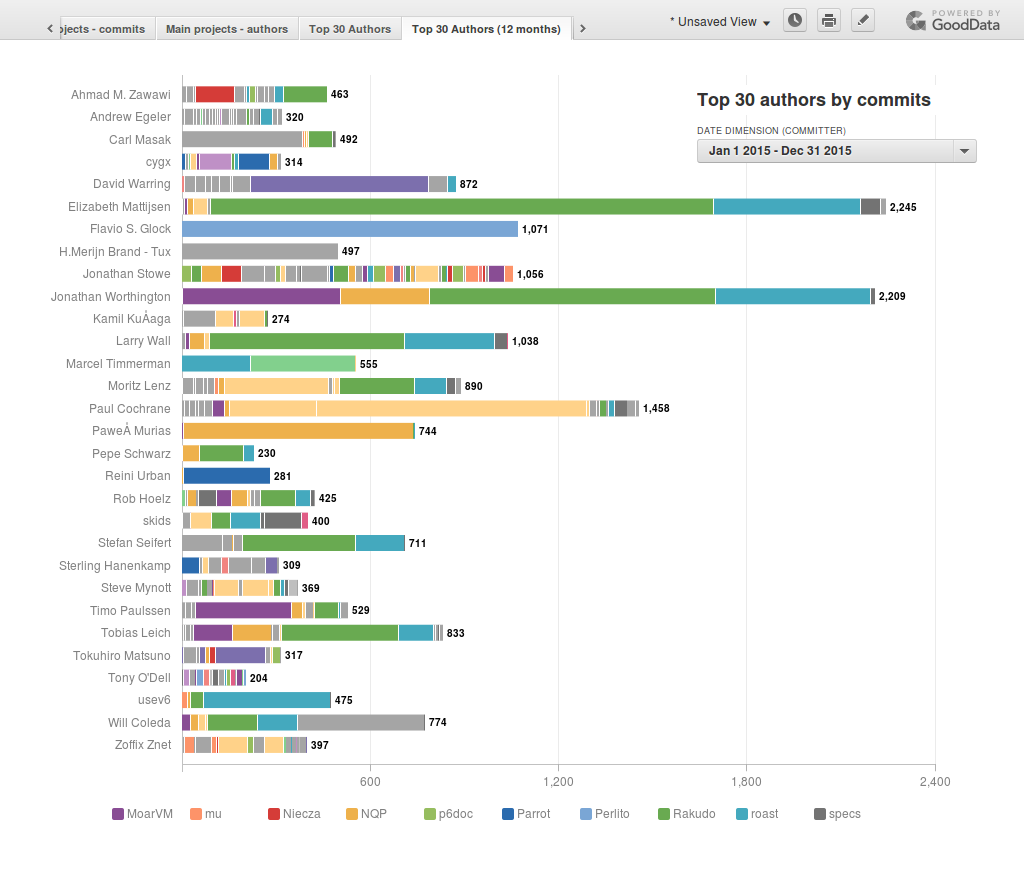 ojects - commits
Main projects - authors
Top 30 Authors
Top 30 Authors (12 months)
* Unsaved View
POWERED BY
GoodData
Top 30 authors by commits
DATE DIMENSION (COMMITTER)
Jan 1 2015 - Dec 31 2015
Ahmad M. Zawawi 463
Andrew Egeler 320
Carl Masak 492
cygx 314
David Warring 872
Elizabeth Mattijsen 2,245
Flavio S. Glock 1,071
H.Merijn Brand - Tux 497
Jonathan Stowe 1,056
Jonathan Worthington 2,209
Kamil KuÅaga 274
Larry Wall 1,038
Marcel Timmerman 555
Moritz Lenz 890
Paul Cochrane 1,458
PaweÅ Murias 744
Pepe Schwarz 230
Reini Urban 281
Rob Hoelz 425
skids 400
Stefan Seifert 711
Sterling Hanenkamp 309
Steve Mynott 369
Timo Paulssen 529
Tobias Leich 833
Tokuhiro Matsuno 317
Tony O'Dell 204
usev6 475
Will Coleda 774
Zoffix Znet 397
600 1,200 1,800 2,400
MoarVM mu Niecza NQP p6doc Parrot Perlito Rakudo roast specs